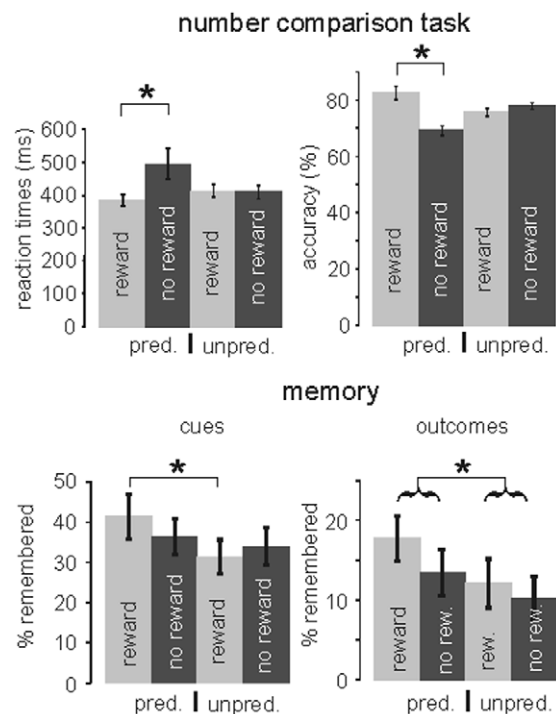 number comparison task
*
*
reaction times (ms)
600
500
400
300
200
100
0
reward
no reward
reward
no reward
pred. unpred.
accuracy (%)
80
60
40
20
0
reward
no reward
reward
no reward
pred. unpred.
memory
cues
outcomes
*
*
% remembered
50
40
30
20
10
0
reward
no reward
reward
no reward
pred. unpred.
% remembered
20
10
0
reward
no rew.
rew.
no rew.
pred. unpred.